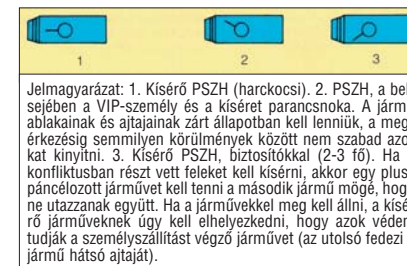 1 2 3
Jelmagyarázat: 1. Kísérő PSZH (harckocsi). 2. PSZH, a bel
sejében a VIP-személy és a kíséret parancsnoka. A járm
ablakainak és ajtajainak zárt állapotban kell lenniük, a meg
érkezésig semmilyen körülmények között nem szabad azo
kat kinyitni. 3. Kísérő PSZH, biztosítókkal (2-3 fő). Ha
konfliktusban részt vett feleket kell kísérni, akkor egy plus
páncélozott járművet kell tenni a második jármű mögé, hog
ne utazzanak együtt. Ha a járművekkel meg kell állni, a kísé
rő járműveknek úgy kell elhelyezkedni, hogy azok véden
tudják a személyszállítást végző járművet (az utolsó fedezi
jármű hátsó ajtaját).